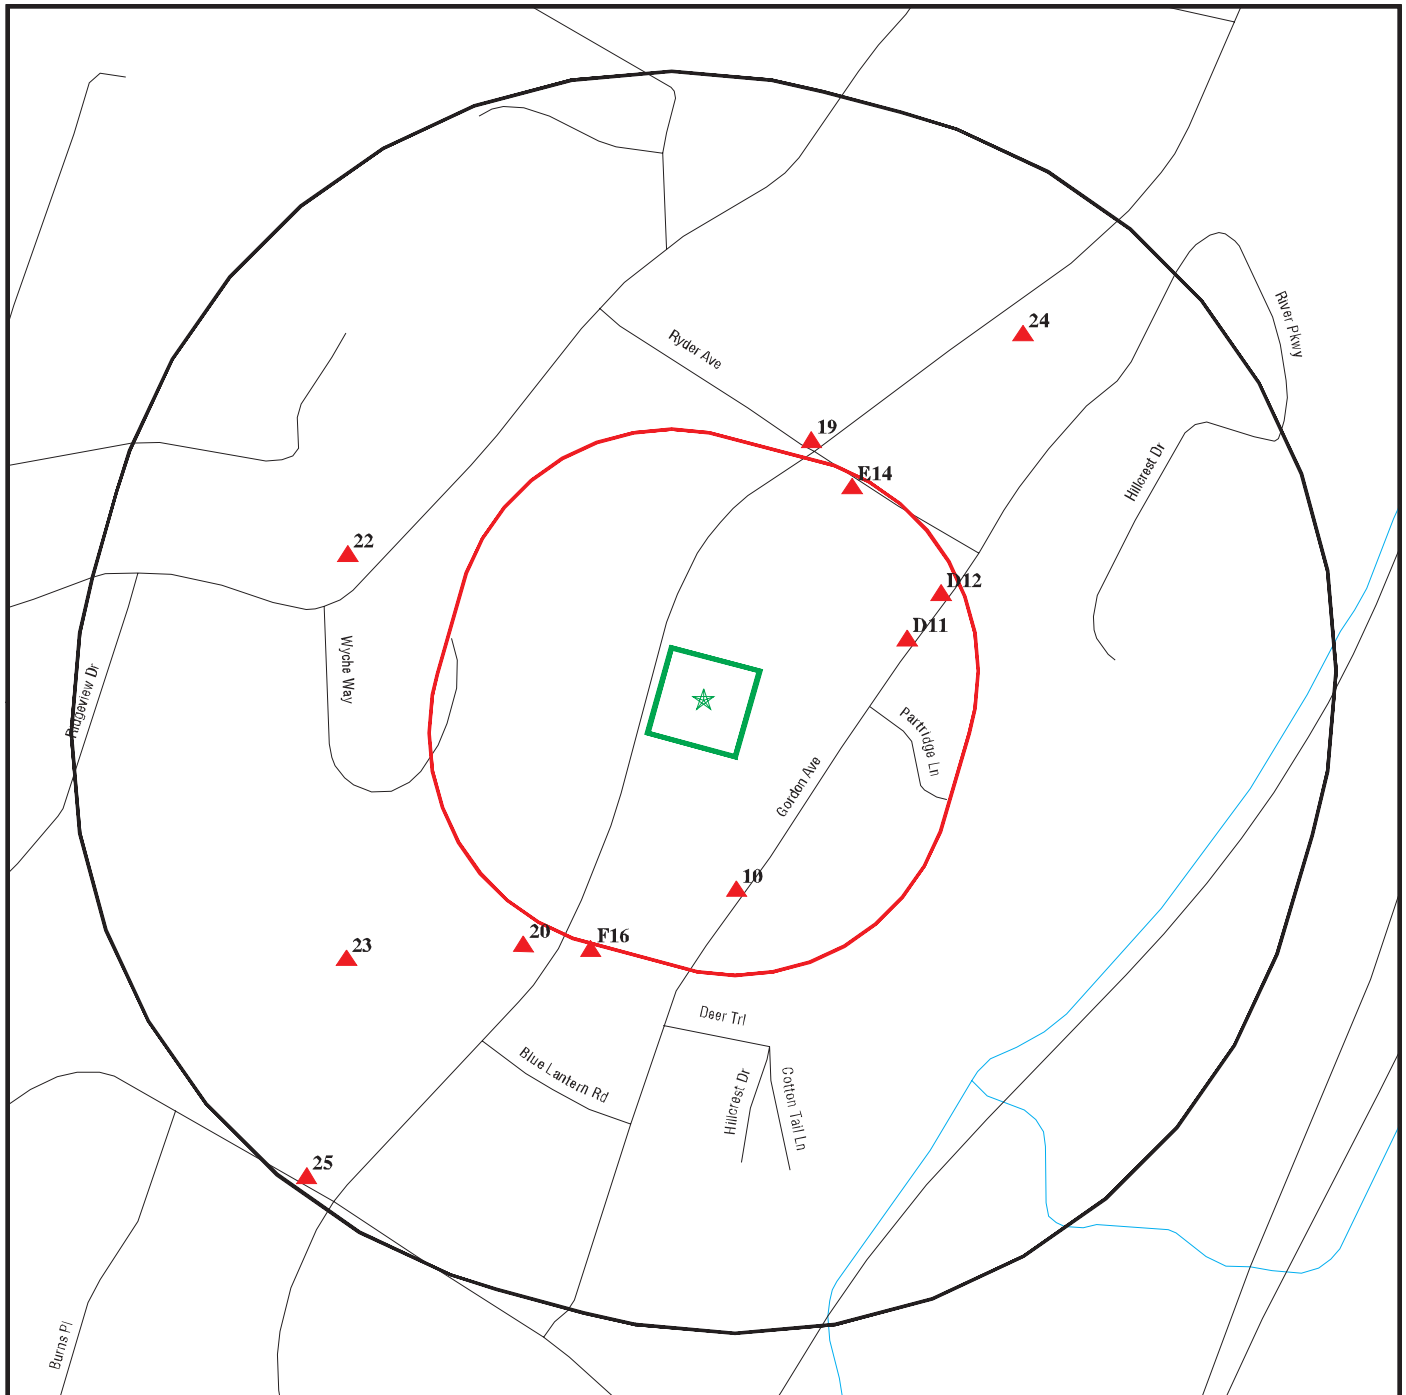 River Pkwy
24
Ryder Ave
19
Hillcrest Dr
E14
22
D12
D11
Wyche Way
Ridgeview Dr
Partridge Ln
Gordon Ave
10
20
F16
23
Deer Trl
Blue Lantern Rd
Hillcrest Dr
Cotton Tail Ln
25
Burns Pl